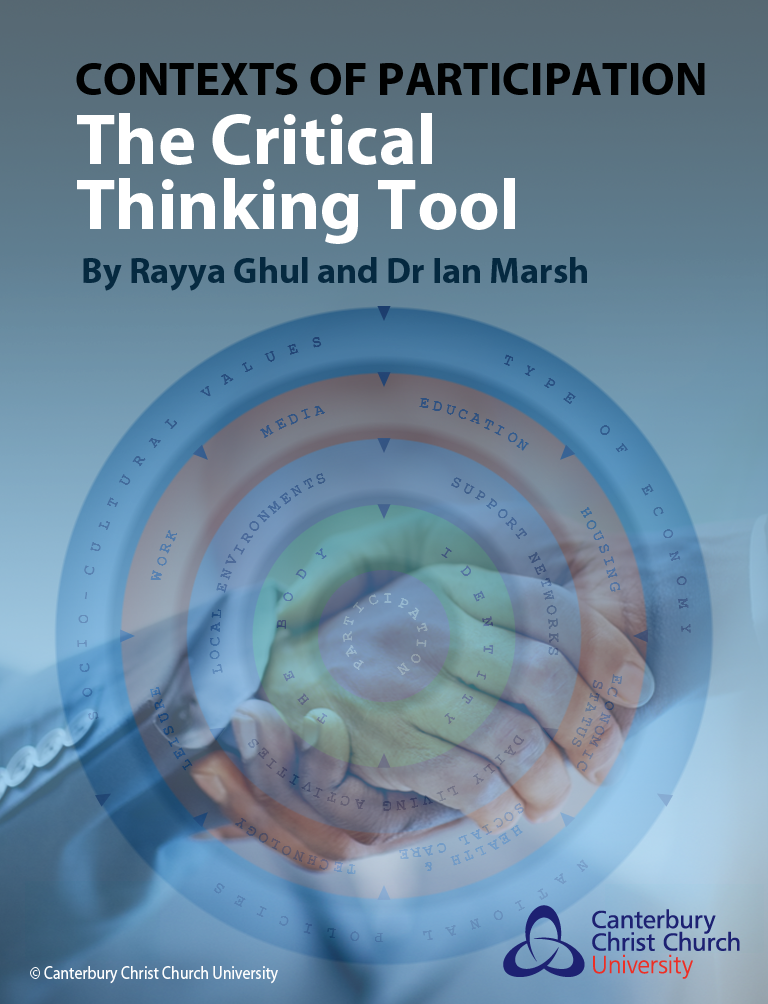 CONTEXTS OF PARTICIPATION
The Critical
Thinking Tool
By Rayya Ghul and Dr Ian Marsh
SOCIO-CULTURAL VALUES
TYPE OF ECONOMY
NATIONAL POLICIES
MEDIA
EDUCATION
HOUSING
ECONOMIC
STATUS
HEALTH &
SOCIAL CARE
TECHNOLOGY
LEISURE
WORK
LOCAL ENVIRONMENTS
SUPPORT NETWORKS
DAILY LIVING ACTIVITIES
THE BODY
IDENTITY
PARTICIPATION
Canterbury
Christ Church
University
© Canterbury Christ Church University